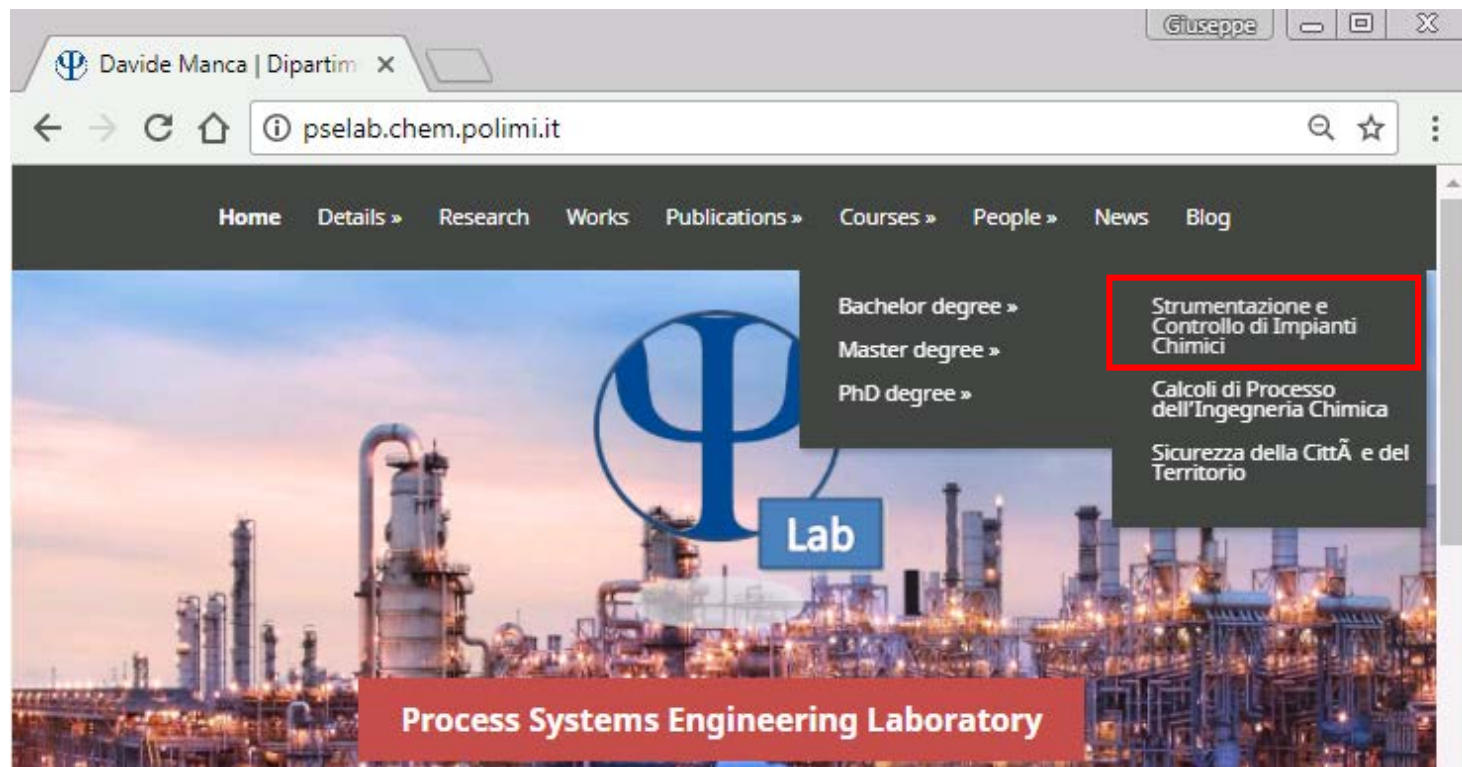 Giuseppe
Davide Manca | Dipartim
pselab.chem.polimi.it
Home Details » Research Works Publications » Courses » People » News Blog
Bachelor degree »
Master degree »
PhD degree »
Strumentazione e
Controllo di Impianti
Chimici
Calcoli di Processo
dell'Ingegneria Chimica
Sicurezza della CittÃ e del
Territorio
Ψ
Lab
Process Systems Engineering Laboratory